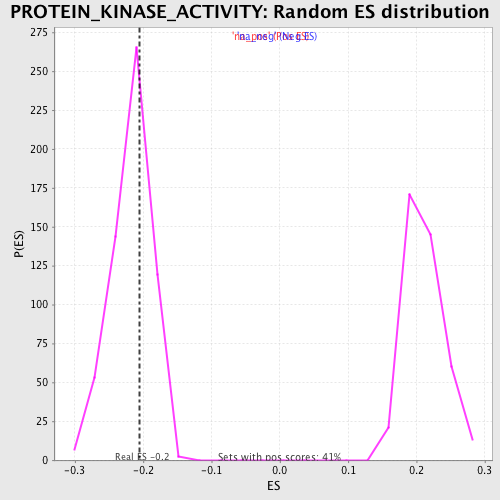 PROTEIN_KINASE_ACTIVITY: Random ES distribution
275
250
225
200
175
150
125
100
75
50
25
0
P(ES)
Real ES -0.2
Sets with pos scores: 41%
-0.3 -0.2 -0.1 0.0 0.1 0.2 0.3
ES